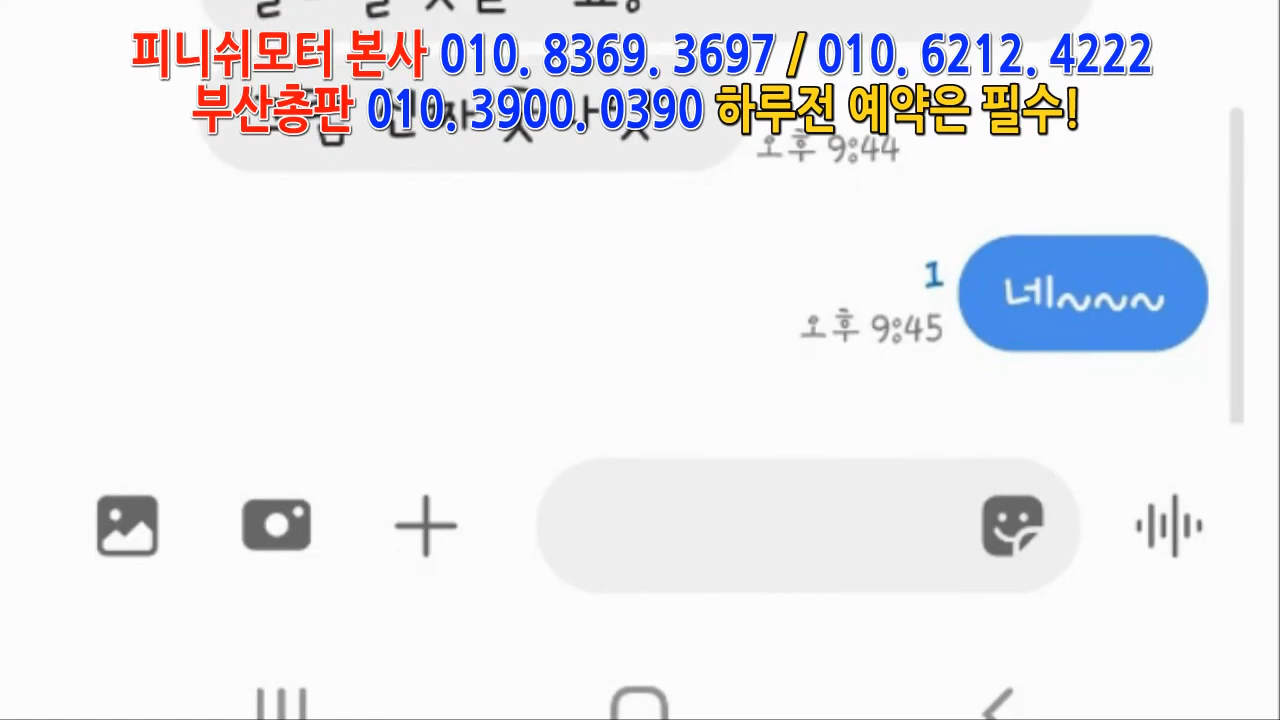 피니쉬모터 본사 010. 8369. 3697 / 010. 6212. 4222
부산총판 010. 3900. 0390 하루전 예약은 필수!
오후 9:44
1
네~~~
오후 9:45